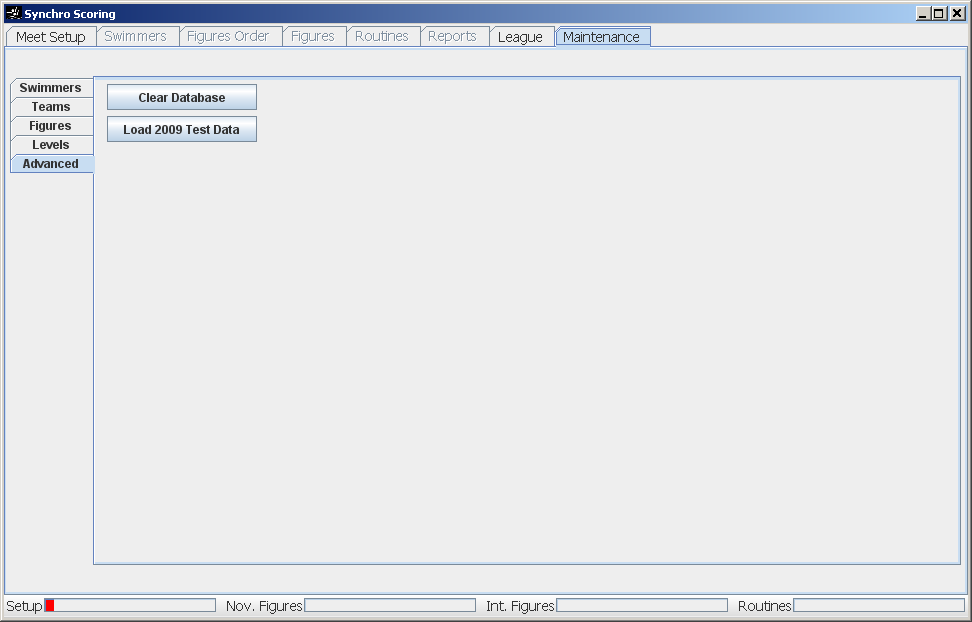 Synchro Scoring
Meet Setup Swimmers Figures Order Figures Routines Reports League Maintenance
Swimmers
Teams
Figures
Levels
Advanced
Clear Database
Load 2009 Test Data
Setup Nov. Figures Int. Figures Routines